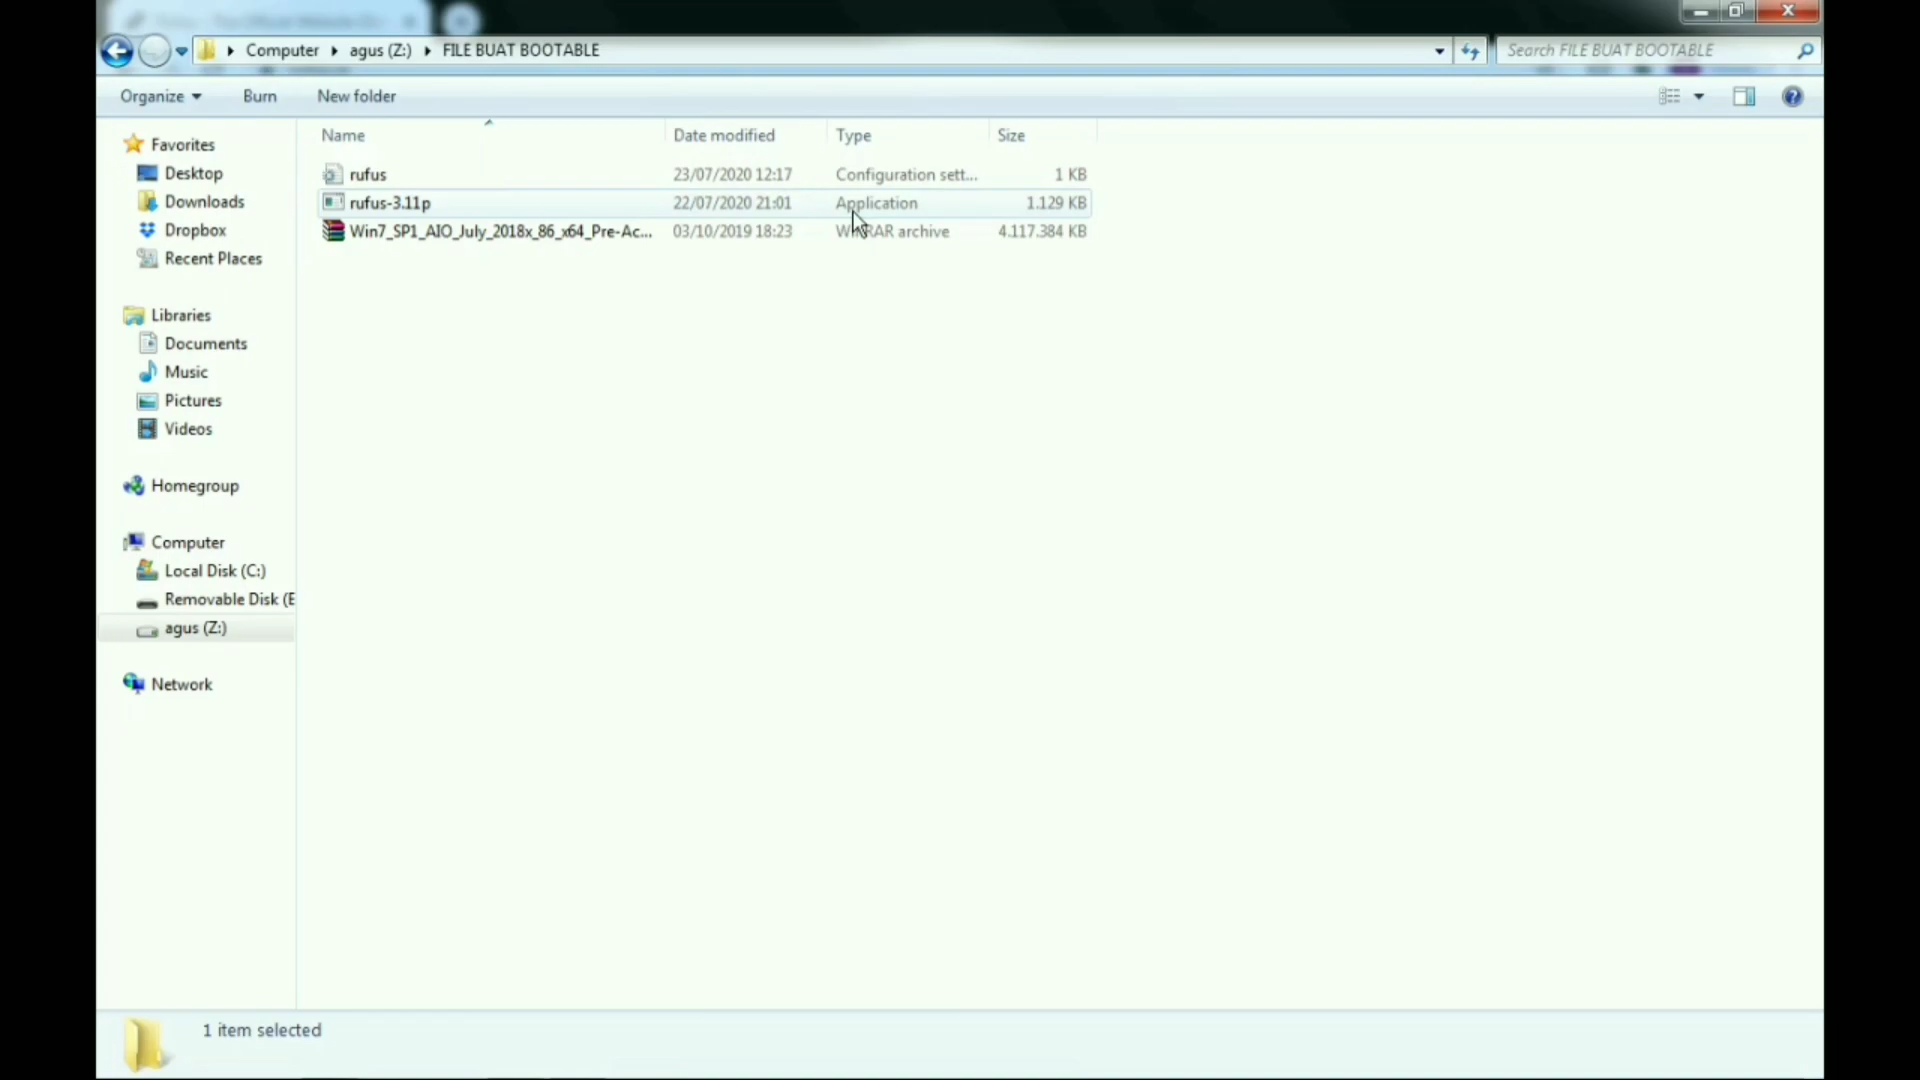 Computer agus (Z:) FILE BUAT BOOTABLE
Search FILE BUAT BOOTABLE
Organize Burn New folder
Name Date modified Type Size
rufus 23/07/2020 12:17 Configuration sett... 1 KB
rufus-3.11p 22/07/2020 21:01 Application 1.129 KB
Win7_SP1_AIO_July_2018x_86_x64_Pre-Ac... 03/10/2019 18:23 WinRAR archive 4.117.384 KB
Favorites
Desktop
Downloads
Dropbox
Recent Places
Libraries
Documents
Music
Pictures
Videos
Homegroup
Computer
Local Disk (C:)
Removable Disk (E
agus (Z:)
Network
1 item selected